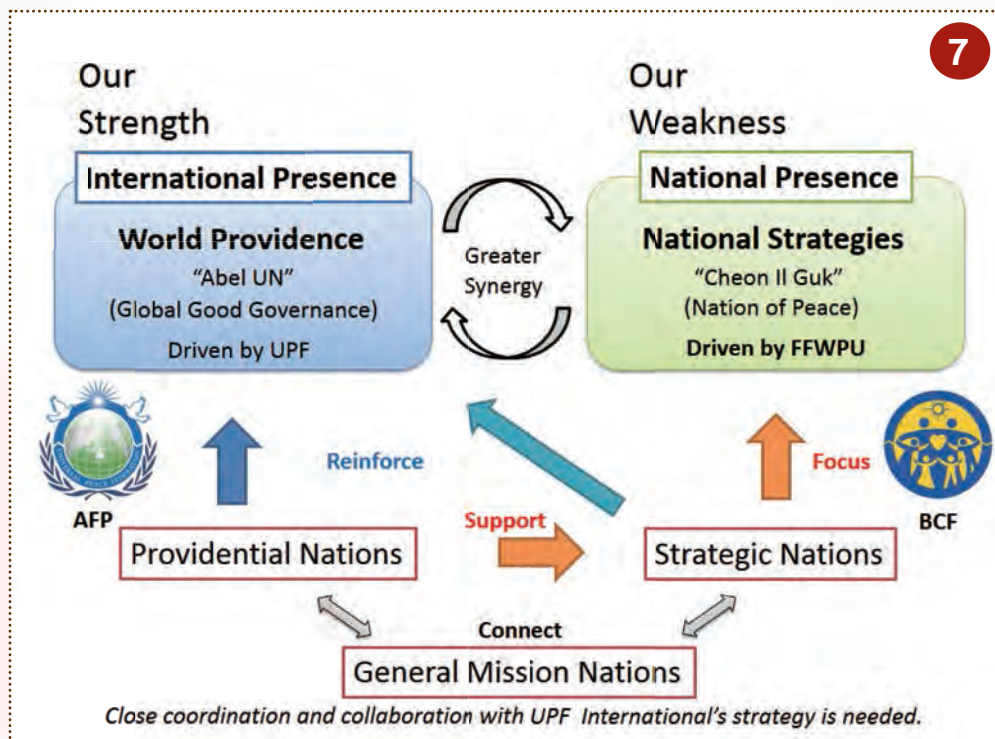 7
Our
Strength
International Presence
World Providence
“Abel UN”
(Global Good Governance)
Driven by UPF
Greater
Synergy
Our
Weakness
National Presence
National Strategies
“Cheon Il Guk”
(Nation of Peace)
Driven by FFWPU
AFP
Reinforce
Support
Focus
BCF
Providential Nations
Strategic Nations
Connect
General Mission Nations
Close coordination and collaboration with UPF International’s strategy is needed.